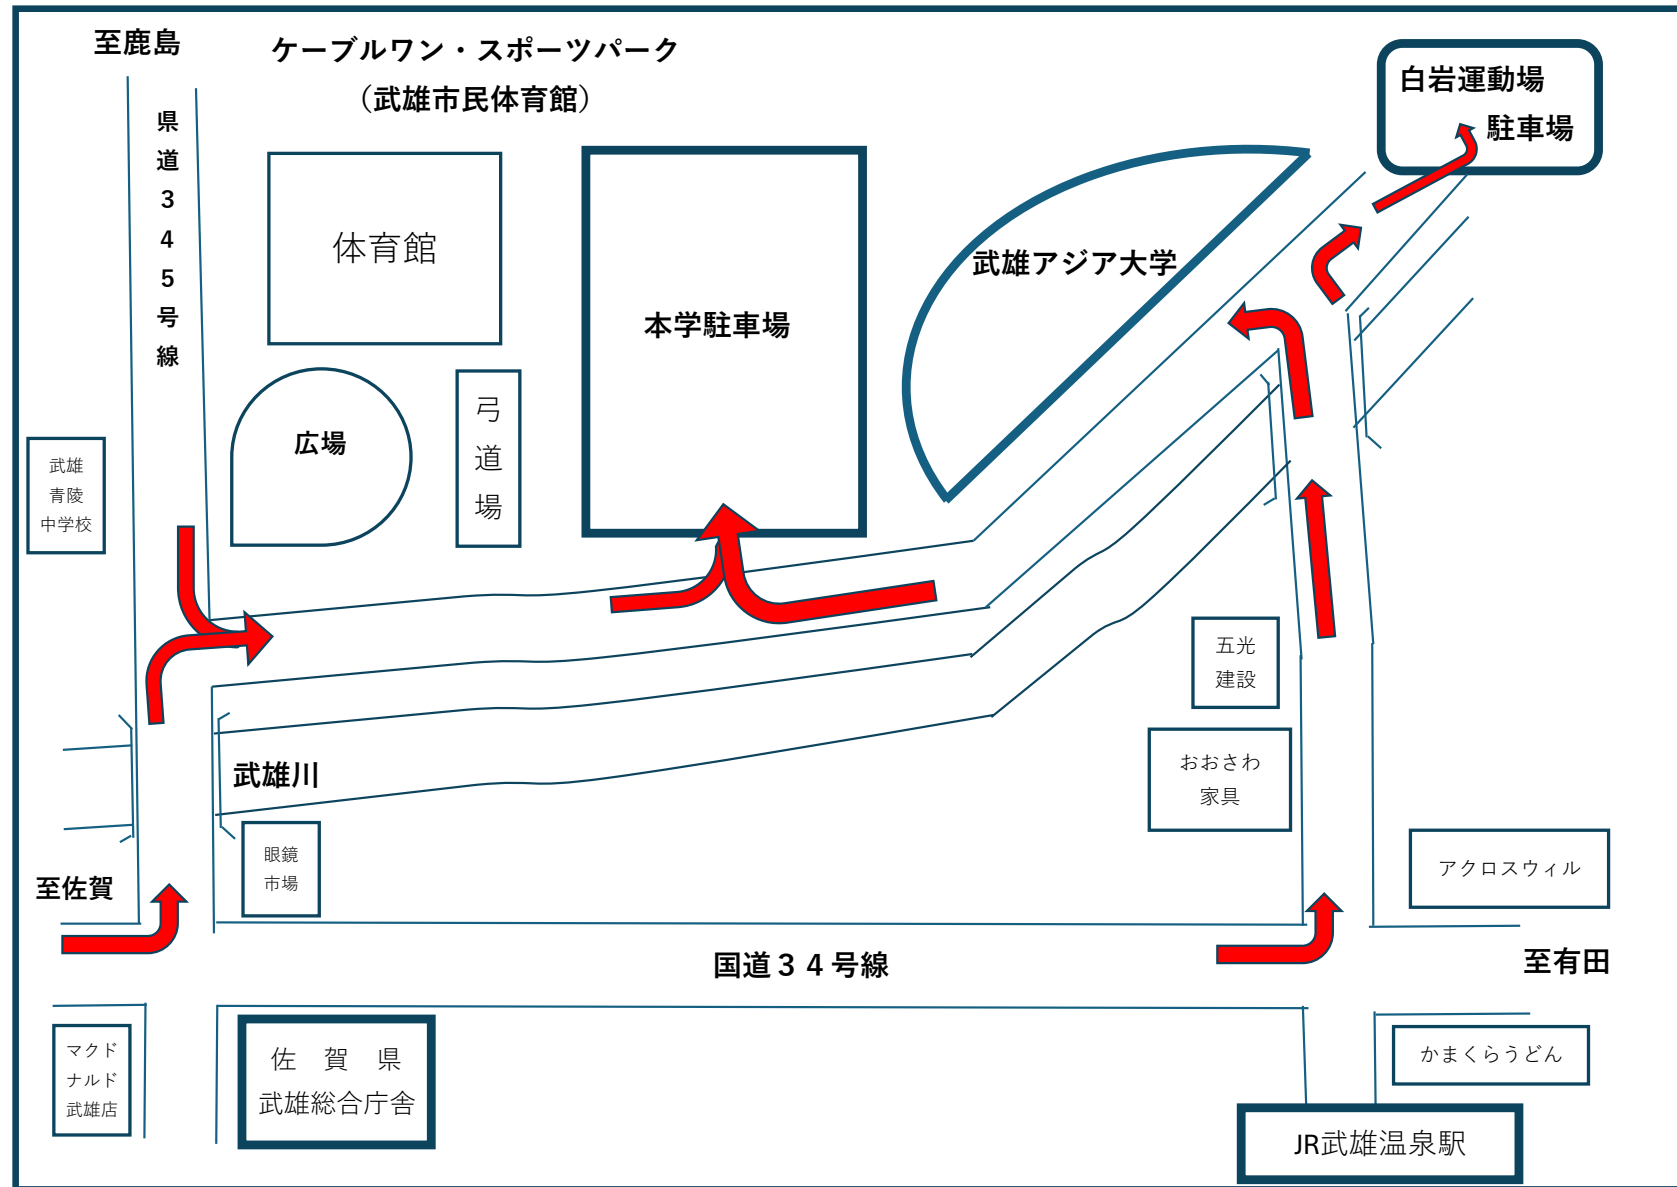 至鹿島
ケーブルワン・スポーツパーク
（武雄市民体育館）
白岩運動場
駐車場
県道３４５号線
体育館
本学駐車場
武雄アジア大学
広場
弓道場
武雄
青陵
中学校
五光
建設
おおさわ
家具
武雄川
眼鏡
市場
アクロスウィル
至佐賀
国道３４号線
至有田
マクド
ナルド
武雄店
佐　賀　県
武雄総合庁舎
かまくらうどん
JR武雄温泉駅